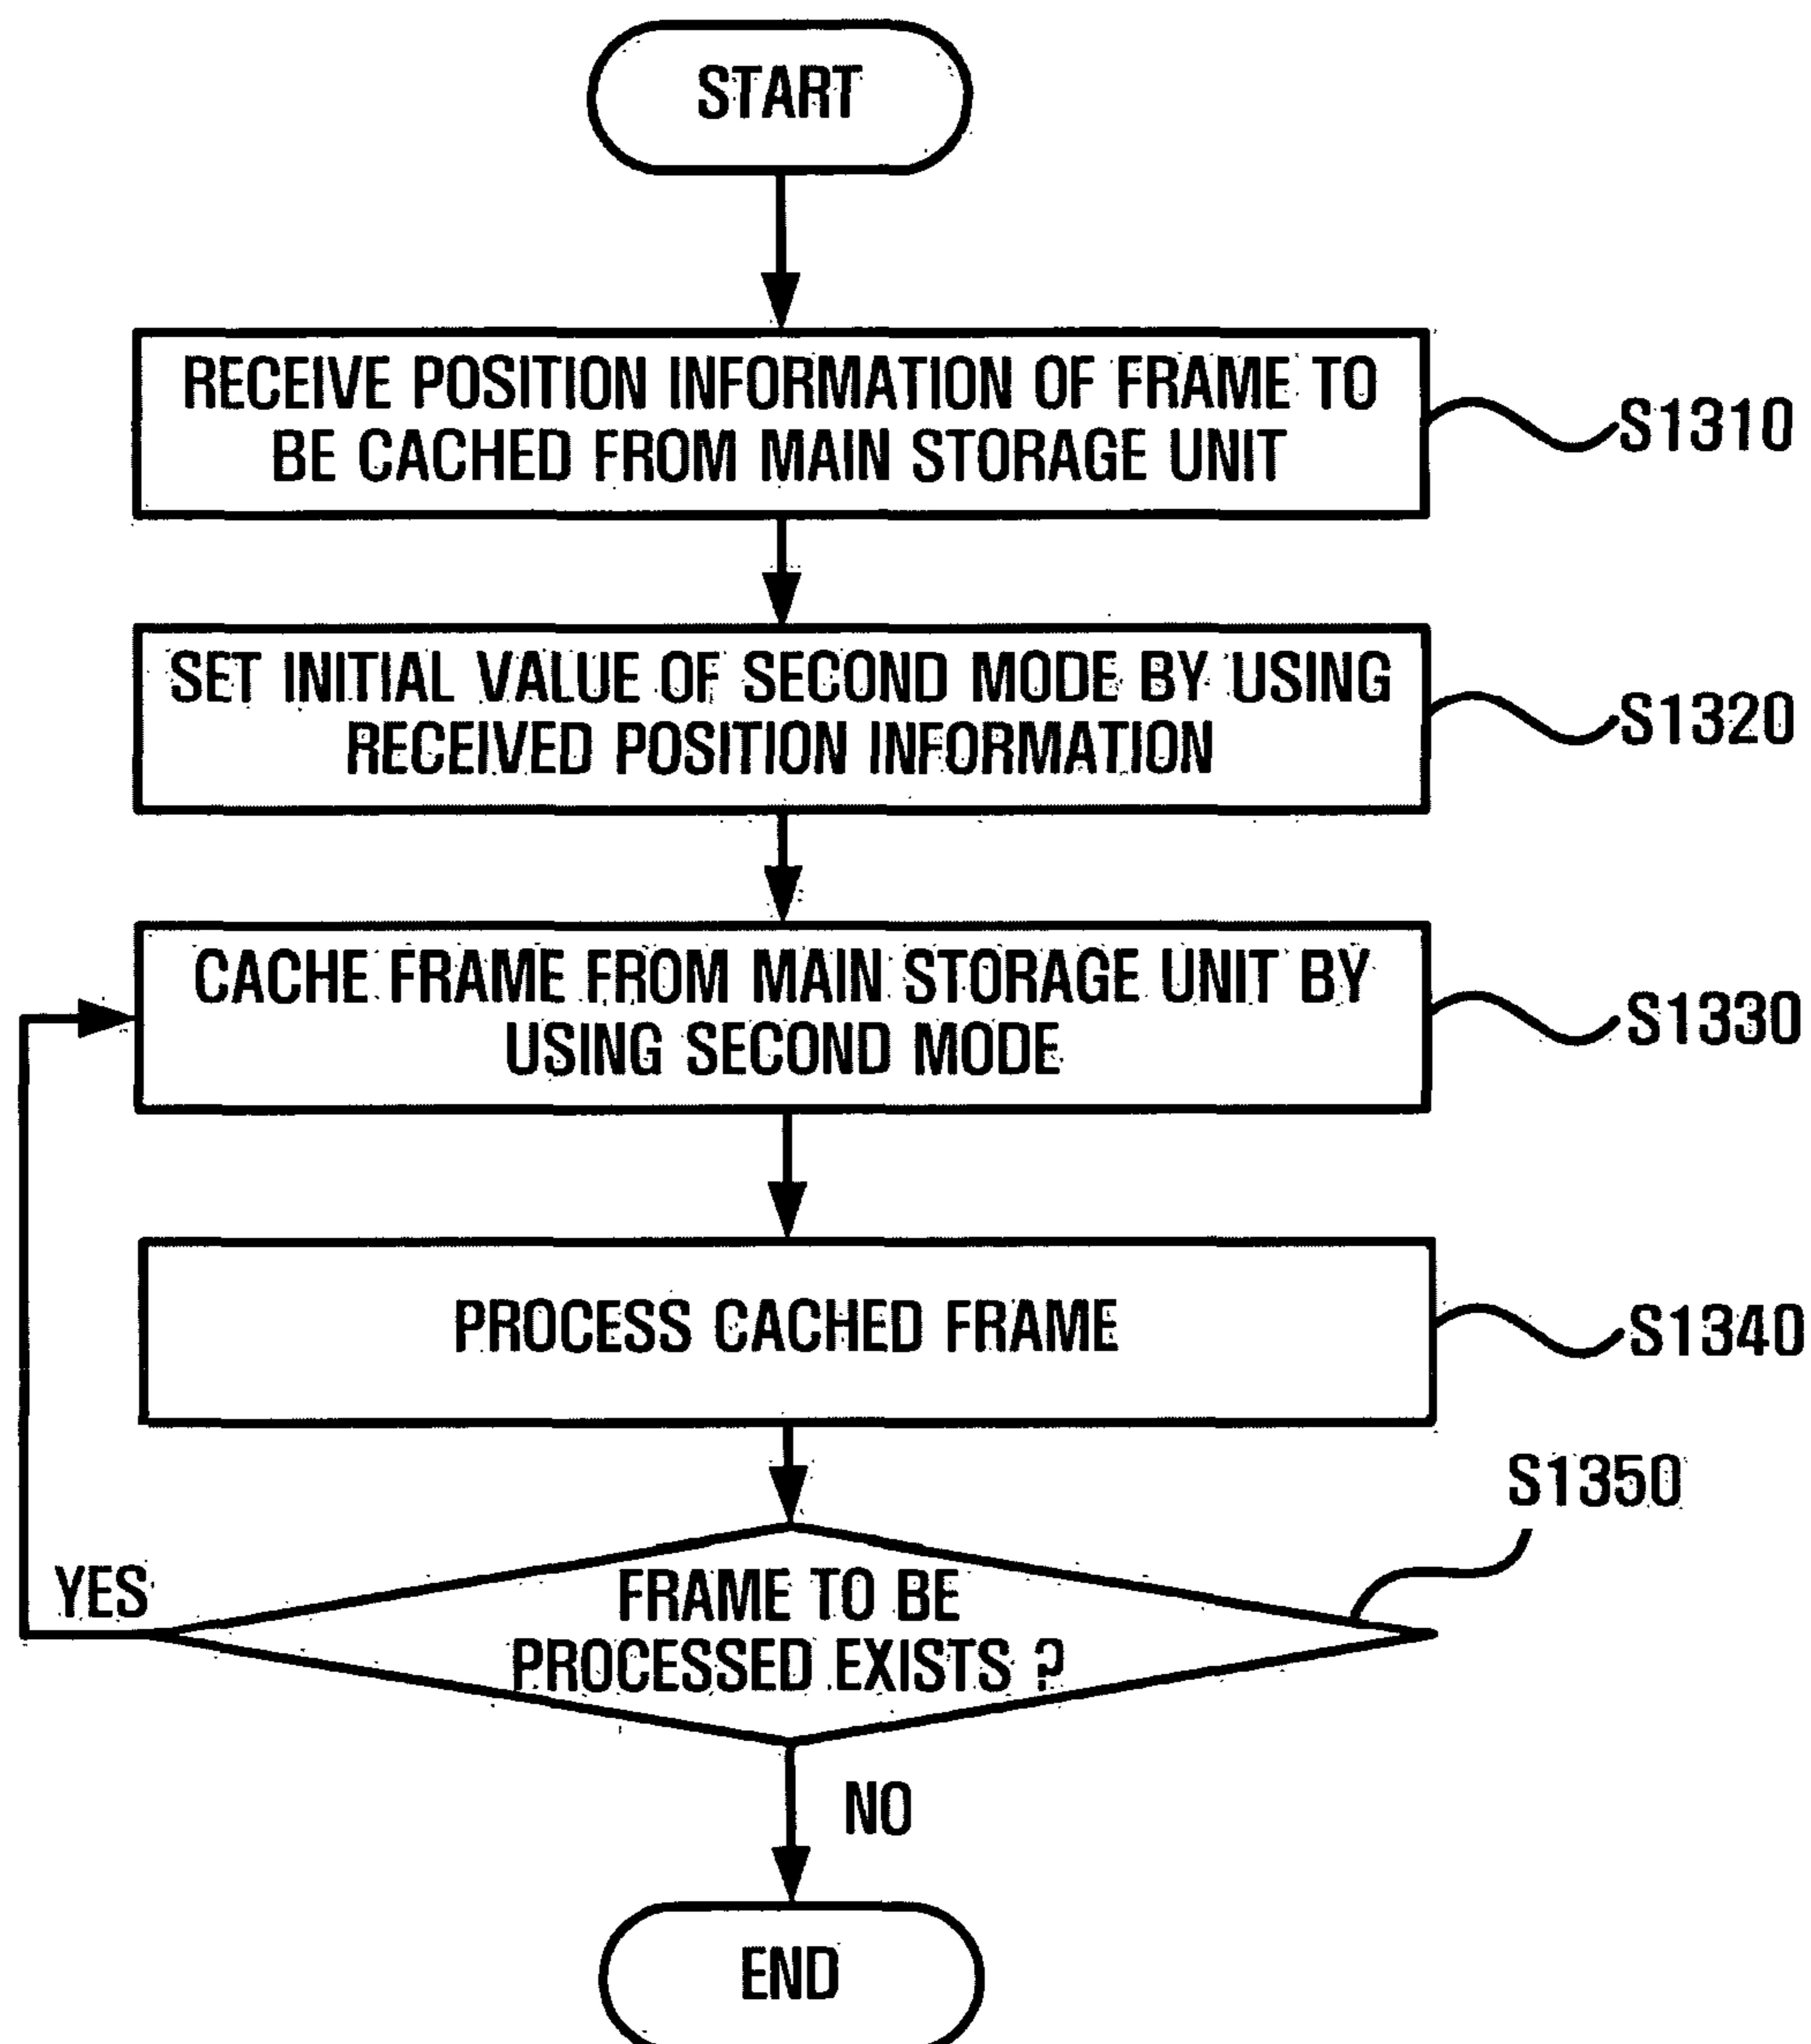 START
RECEIVE POSITION INFORMATION OF FRAME TO
BE CACHED FROM MAIN STORAGE UNIT
S1310
SET INITIAL VALUE OF SECOND MODE BY USING
RECEIVED POSITION INFORMATION
S1320
CACHE FRAME FROM MAIN STORAGE UNIT BY
USING SECOND MODE
S1330
PROCESS CACHED FRAME
S1340
S1350
YES
FRAME TO BE
PROCESSED EXISTS ?
NO
END